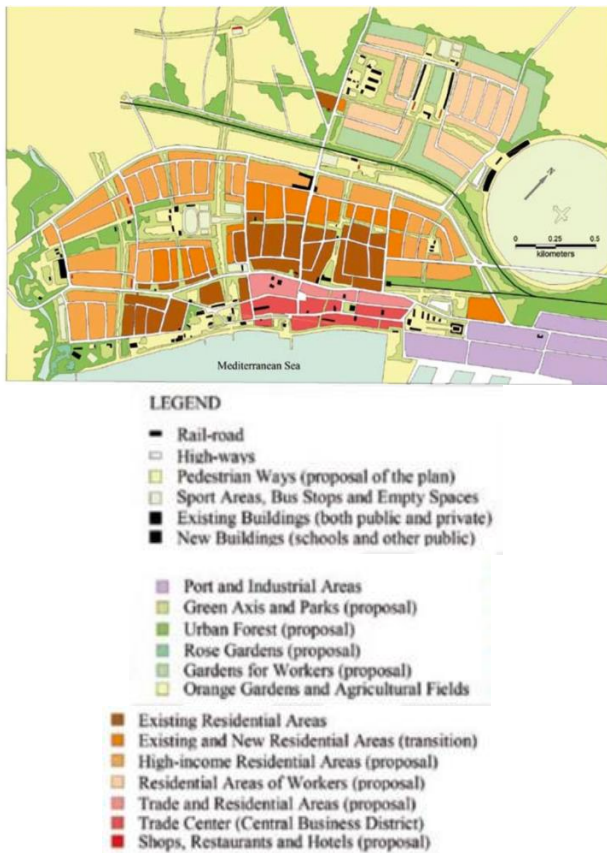 N
0 0.25 0.5
kilometers
Mediterranean Sea
LEGEND
Rail-road
High-ways
Pedestrian Ways (proposal of the plan)
Sport Areas, Bus Stops and Empty Spaces
Existing Buildings (both public and private)
New Buildings (schools and other public)
Port and Industrial Areas
Green Axis and Parks (proposal)
Urban Forest (proposal)
Rose Gardens (proposal)
Gardens for Workers (proposal)
Orange Gardens and Agricultural Fields
Existing Residential Areas
Existing and New Residential Areas (transition)
High-income Residential Areas (proposal)
Residential Areas of Workers (proposal)
Trade and Residential Areas (proposal)
Trade Center (Central Business District)
Shops, Restaurants and Hotels (proposal)